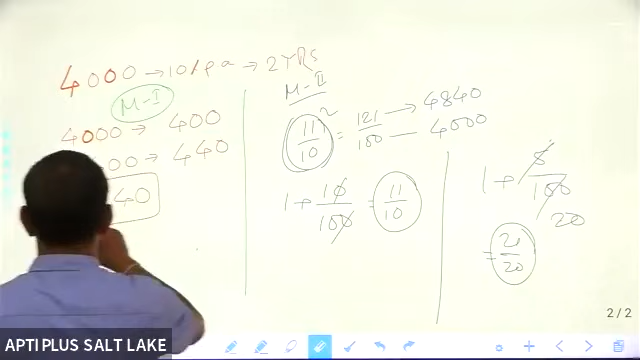 4000 → 10% pa → 2 YRs
M-I
4000 → 400
00 → 440
40
M-II
(11/10)² = 121/100 → 4840
— 4000
1 + 10/100 = 11/10
1 + 5/100
20
= 21/20
2/2
APTI PLUS SALT LAKE